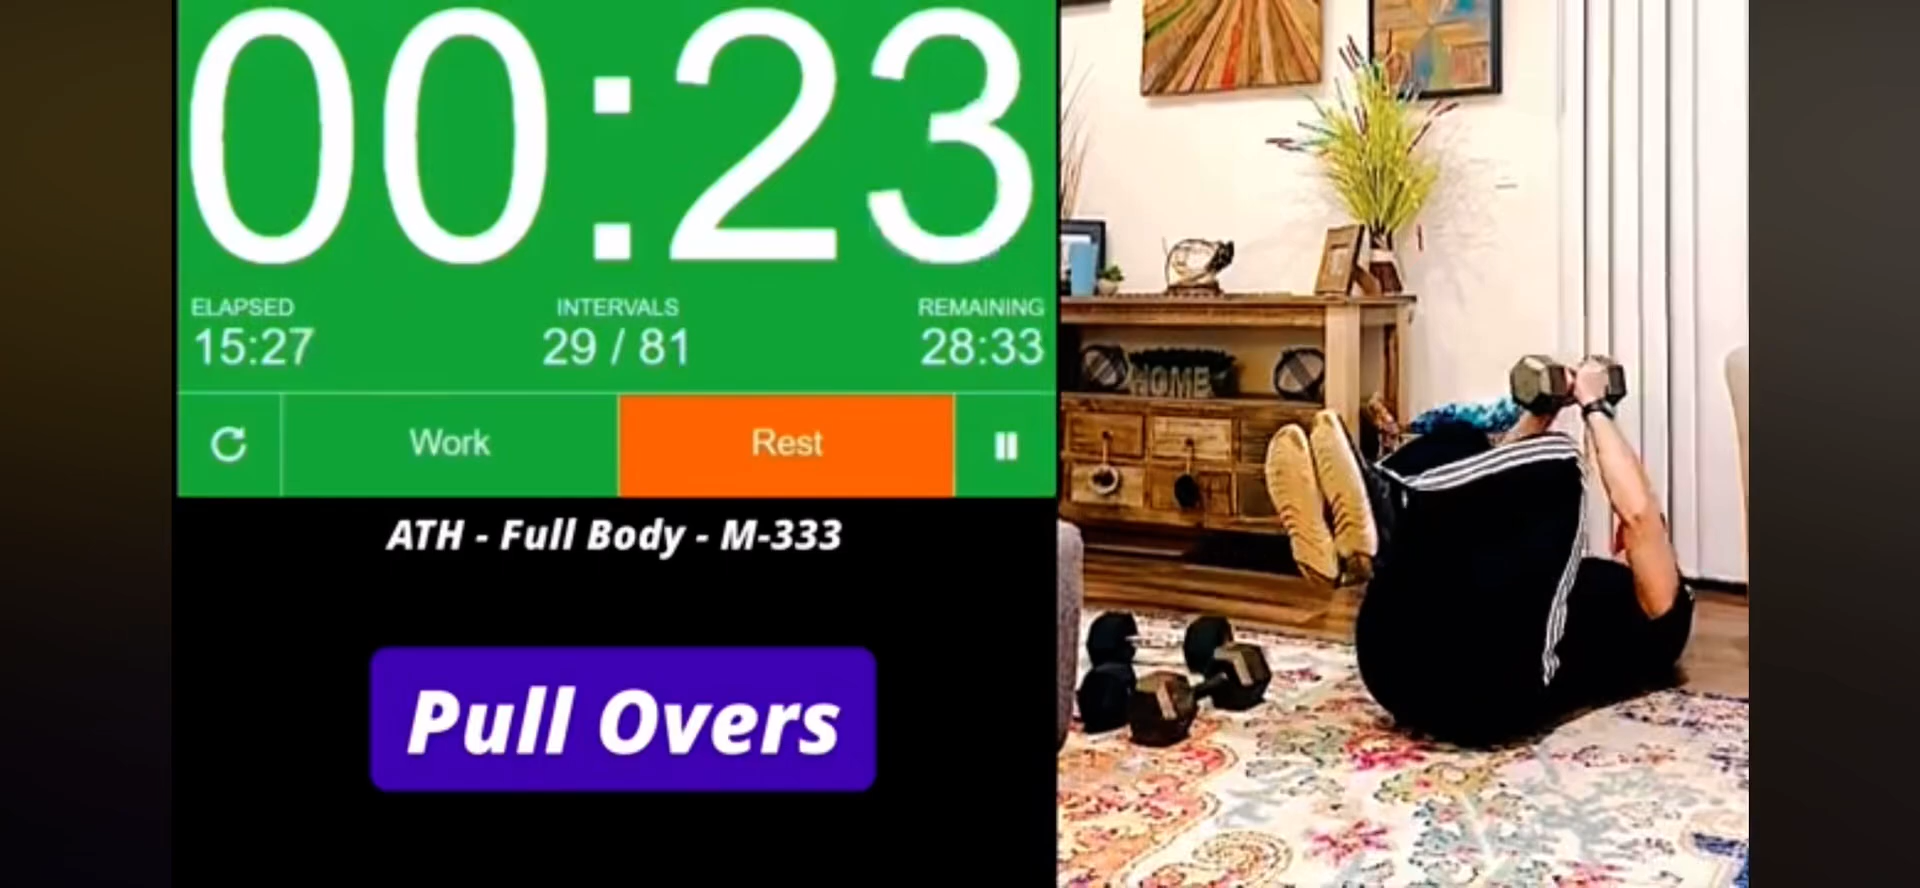 00:23
ELAPSED INTERVALS REMAINING
15:27 29 / 81 28:33
Work Rest
ATH - Full Body - M-333
Pull Overs
HOME